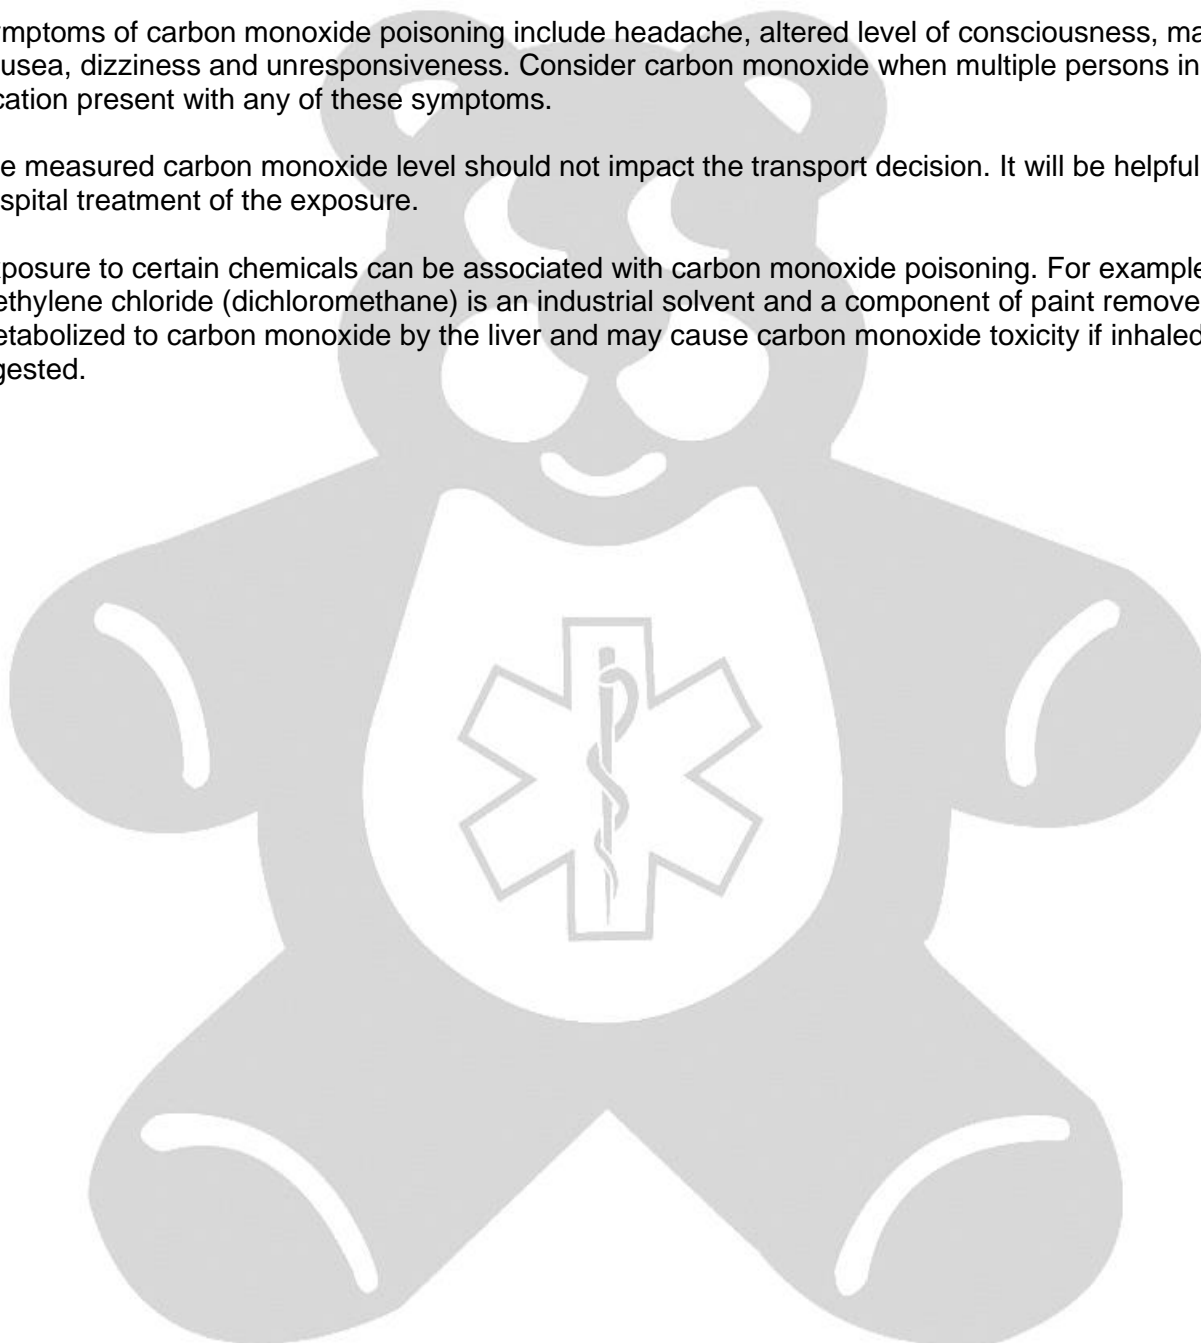 ymptoms of carbon monoxide poisoning include headache, altered level of consciousness, ma
usea, dizziness and unresponsiveness. Consider carbon monoxide when multiple persons in
cation present with any of these symptoms.
e measured carbon monoxide level should not impact the transport decision. It will be helpful
spital treatment of the exposure.
xposure to certain chemicals can be associated with carbon monoxide poisoning. For example
ethylene chloride (dichloromethane) is an industrial solvent and a component of paint remove
etabolized to carbon monoxide by the liver and may cause carbon monoxide toxicity if inhaled
gested.